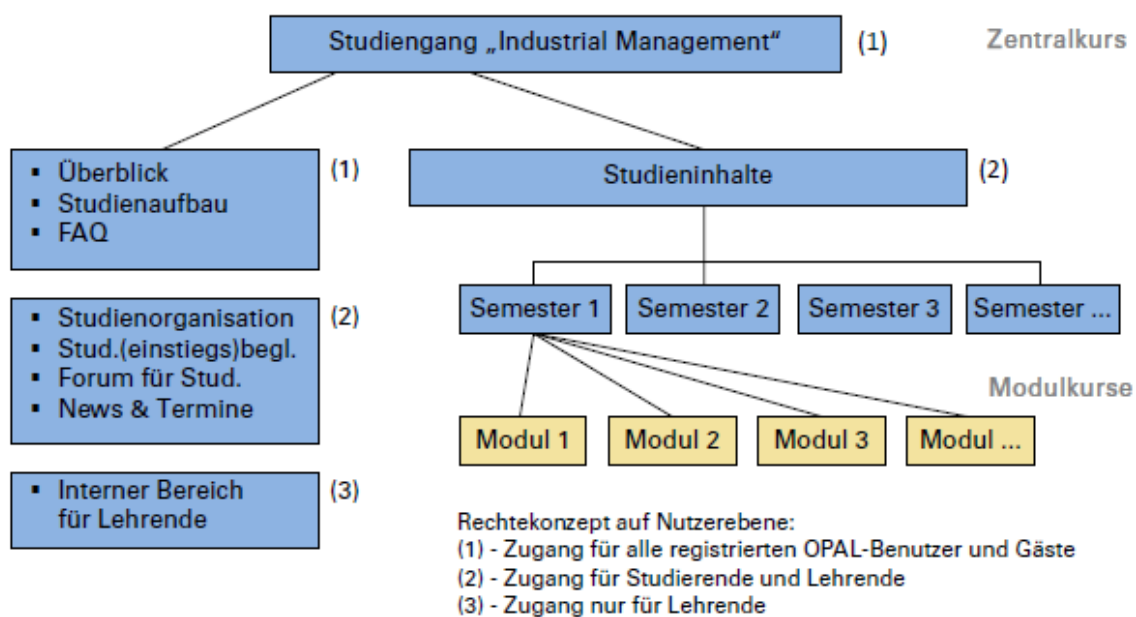 Studiengang „Industrial Management“ (1) Zentralkurs
▪ Überblick (1)
▪ Studienaufbau
▪ FAQ
Studieninhalte (2)
▪ Studienorganisation (2)
▪ Stud.(einstiegs)begl.
▪ Forum für Stud.
▪ News & Termine
Semester 1 Semester 2 Semester 3 Semester ...
Modulkurse
Modul 1 Modul 2 Modul 3 Modul ...
▪ Interner Bereich (3)
für Lehrende
Rechtekonzept auf Nutzerebene:
(1) - Zugang für alle registrierten OPAL-Benutzer und Gäste
(2) - Zugang für Studierende und Lehrende
(3) - Zugang nur für Lehrende